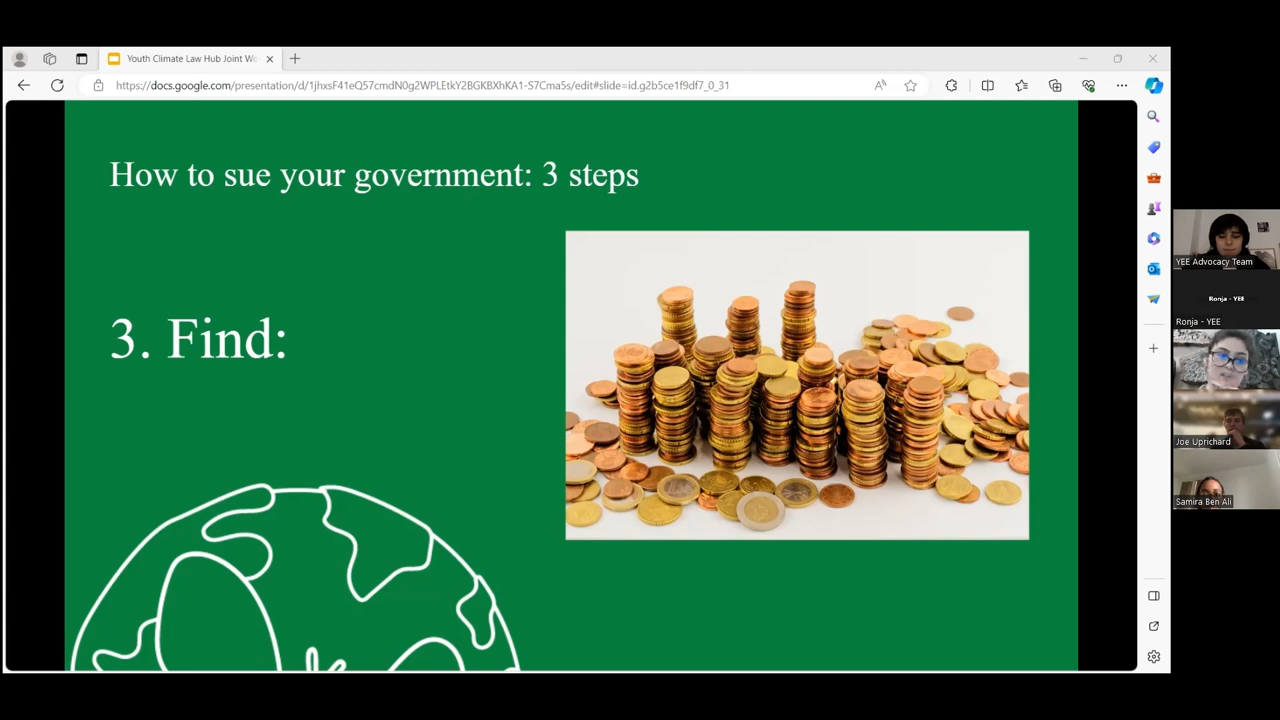 Youth Climate Law Hub Joint Wo
https://docs.google.com/presentation/d/1jhxsF41eQ57cmdN0g2WPLEtkY2BGKBXhKA1-S7Cma5s/edit#slide=id.g2b5ce1f9df7_0_31
How to sue your government: 3 steps
3. Find:
YEE Advocacy Team
Ronja - YEE
Ronja - YEE
Joe Uprichard
Samira Ben Ali